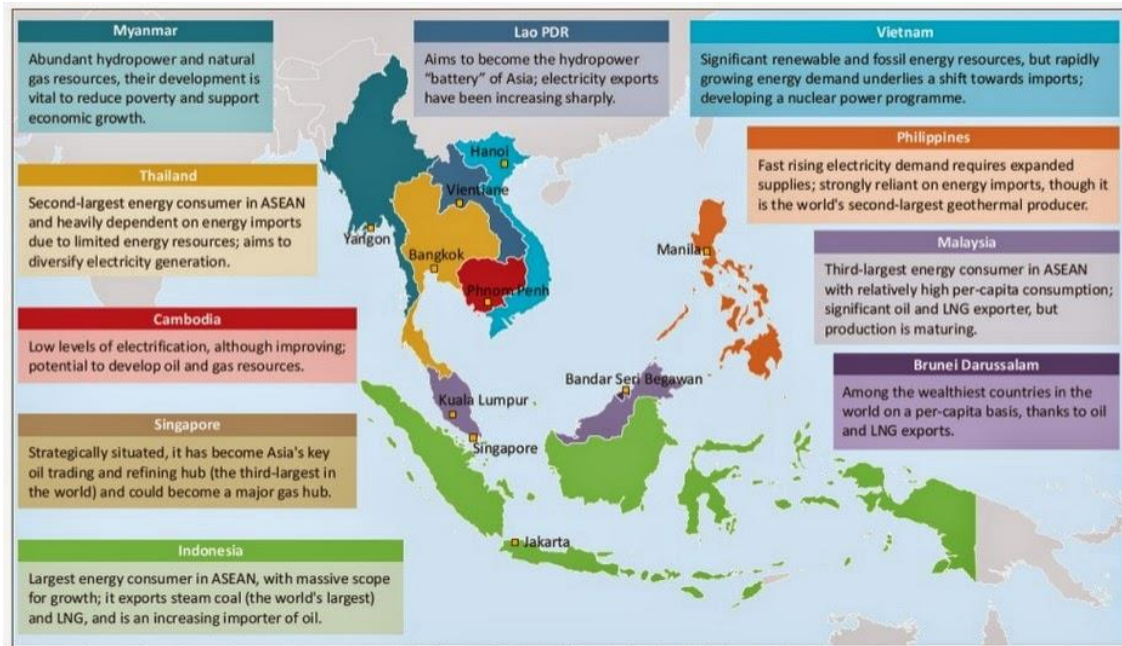 Myanmar
Abundant hydropower and natural
gas resources, their development is
vital to reduce poverty and support
economic growth.
Lao PDR
Aims to become the hydropower
"battery" of Asia; electricity exports
have been increasing sharply.
Vietnam
Significant renewable and fossil energy resources, but rapidly
growing energy demand underlies a shift towards imports;
developing a nuclear power programme.
Philippines
Fast rising electricity demand requires expanded
supplies; strongly reliant on energy imports, though it
is the world's second-largest geothermal producer.
Thailand
Second-largest energy consumer in ASEAN
and heavily dependent on energy imports
due to limited energy resources; aims to
diversify electricity generation.
Malaysia
Third-largest energy consumer in ASEAN
with relatively high per-capita consumption;
significant oil and LNG exporter, but
production is maturing.
Cambodia
Low levels of electrification, although improving;
potential to develop oil and gas resources.
Brunei Darussalam
Among the wealthiest countries in the
world on a per-capita basis, thanks to oil
and LNG exports.
Singapore
Strategically situated, it has become Asia's key
oil trading and refining hub (the third-largest in
the world) and could become a major gas hub.
Indonesia
Largest energy consumer in ASEAN, with massive scope
for growth; it exports steam coal (the world's largest)
and LNG, and is an increasing importer of oil.
Hanoi
Vientiane
Yangon
Bangkok
Manila
Phnom Penh
Bandar Seri Begawan
Kuala Lumpur
Singapore
Jakarta